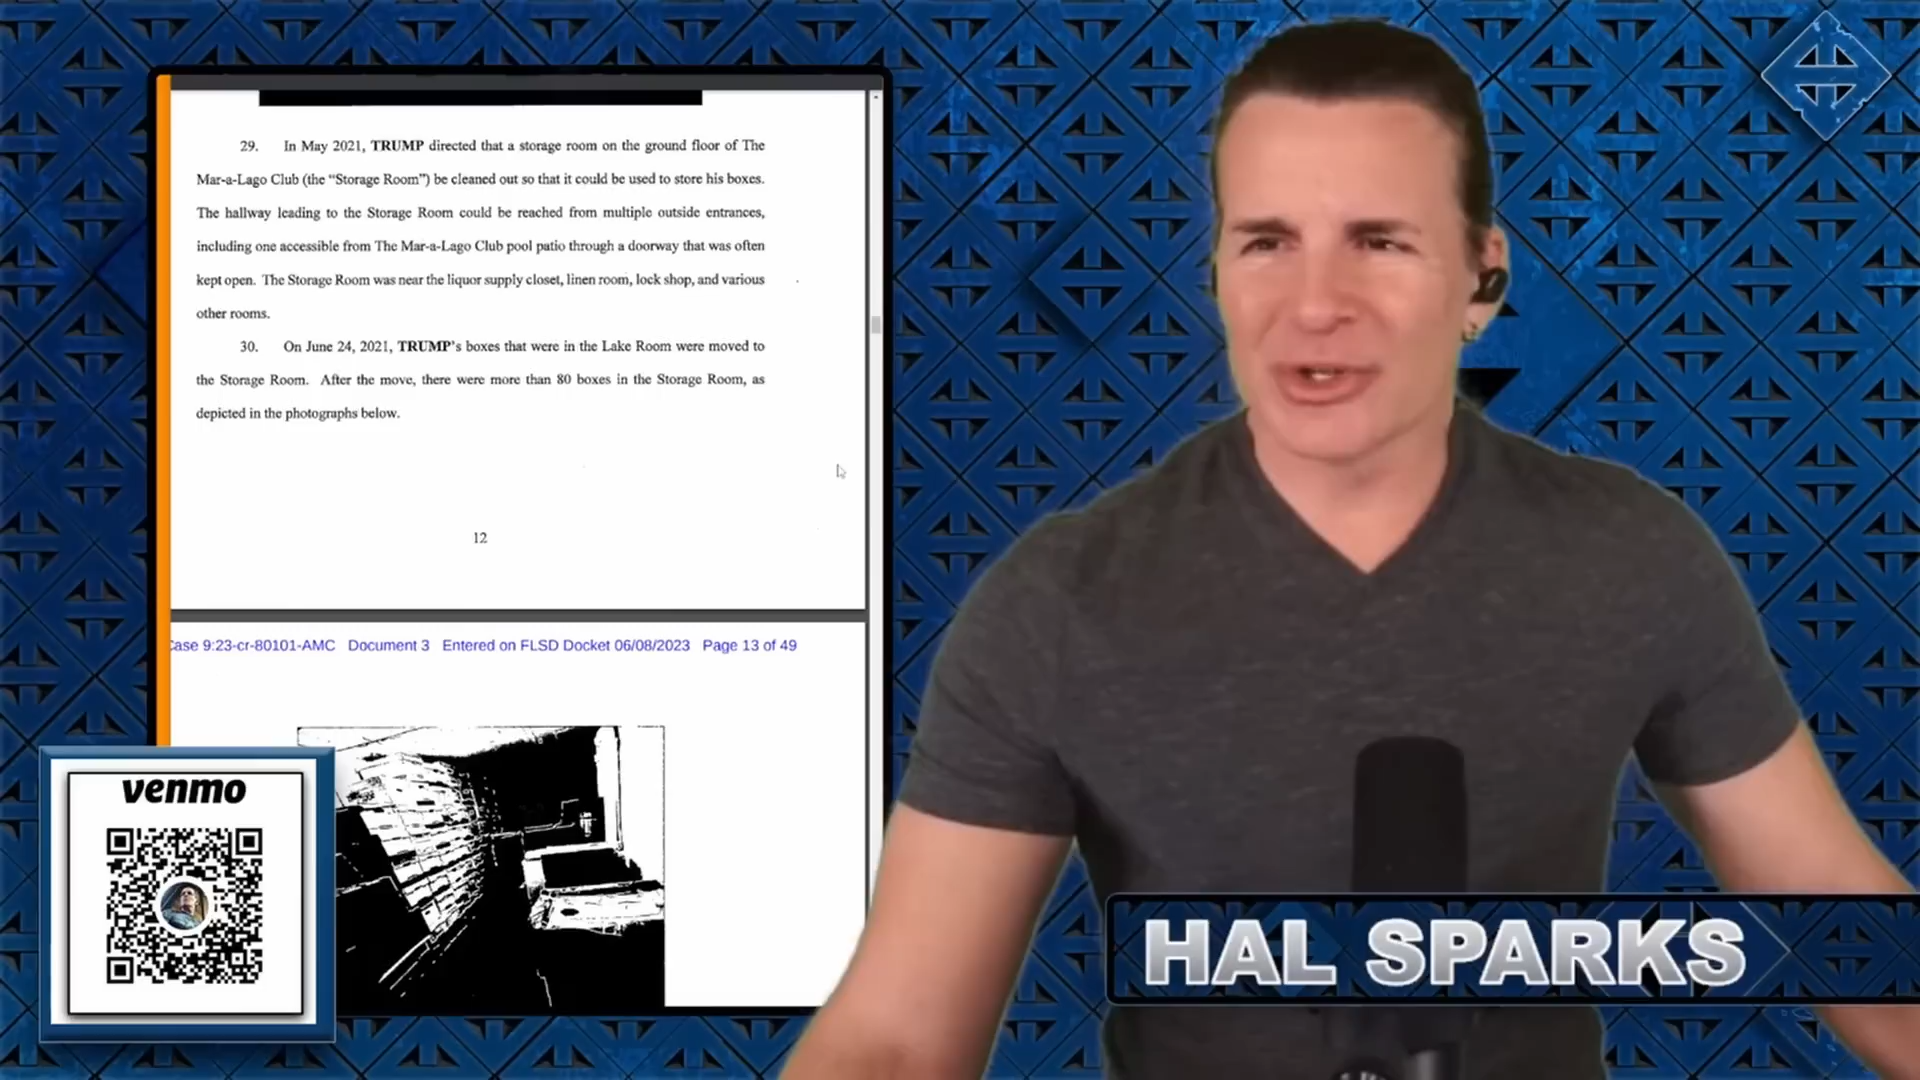 29. In May 2021, TRUMP directed that a storage room on the ground floor of The
Mar-a-Lago Club (the “Storage Room”) be cleaned out so that it could be used to store his boxes.
The hallway leading to the Storage Room could be reached from multiple outside entrances,
including one accessible from The Mar-a-Lago Club pool patio through a doorway that was often
kept open. The Storage Room was near the liquor supply closet, linen room, lock shop, and various
other rooms.
30. On June 24, 2021, TRUMP’s boxes that were in the Lake Room were moved to
the Storage Room. After the move, there were more than 80 boxes in the Storage Room, as
depicted in the photographs below.
12
Case 9:23-cr-80101-AMC Document 3 Entered on FLSD Docket 06/08/2023 Page 13 of 49
venmo
HAL SPARKS